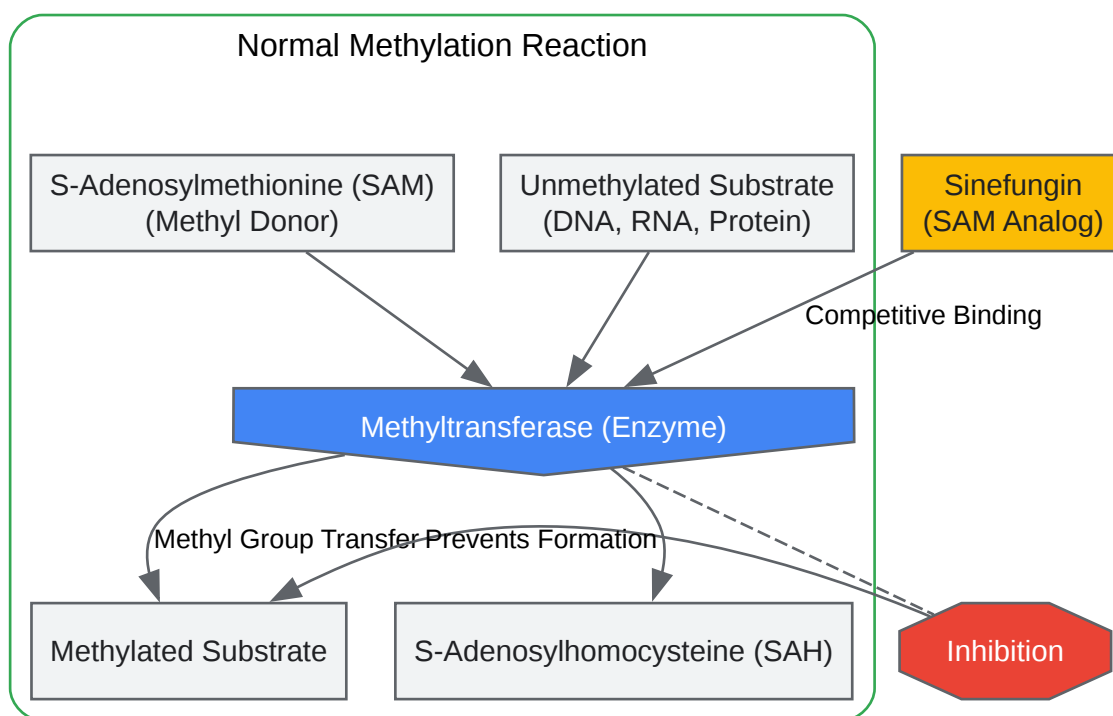 Normal Methylation Reaction
S-Adenosylmethionine (SAM)
(Methyl Donor)
Unmethylated Substrate
(DNA, RNA, Protein)
Sinefungin
(SAM Analog)
Competitive Binding
Methyltransferase (Enzyme)
Methyl Group Transfer
Prevents Formation
Methylated Substrate
S-Adenosylhomocysteine (SAH)
Inhibition